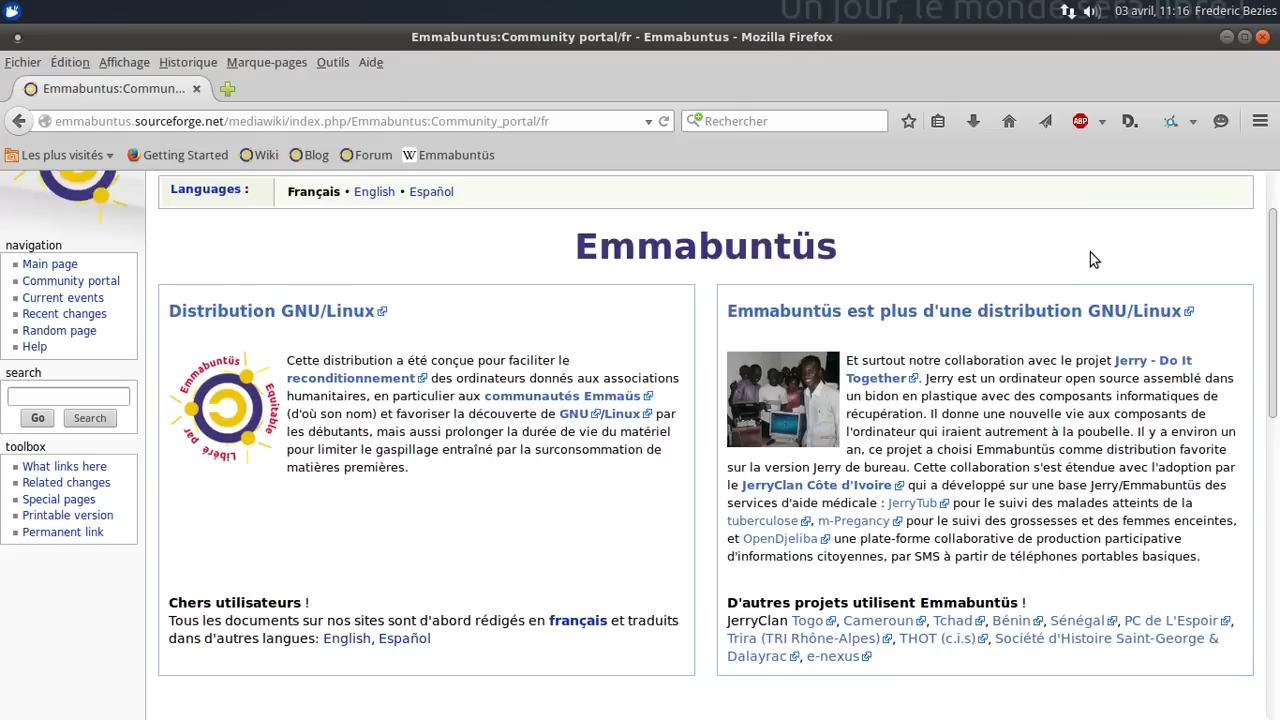 Un jour, le monde sera libre
03 avril, 11:16 Frederic Bezies
Emmabuntus:Community portal/fr - Emmabuntus - Mozilla Firefox
Fichier Édition Affichage Historique Marque-pages Outils Aide
Emmabuntus:Commun...
emmabuntus.sourceforge.net/mediawiki/index.php/Emmabuntus:Community_portal/fr
Rechercher
ABP
D.
Les plus visités Getting Started Wiki Blog Forum W Emmabuntüs
Languages : Français • English • Español
Emmabuntüs
navigation
Main page
Community portal
Current events
Recent changes
Random page
Help
search
Go Search
toolbox
What links here
Related changes
Special pages
Printable version
Permanent link
Distribution GNU/Linux
Emmabuntüs
Equitable
Libéré par
Cette distribution a été conçue pour faciliter le
reconditionnement des ordinateurs donnés aux associations
humanitaires, en particulier aux communautés Emmaüs
(d'où son nom) et favoriser la découverte de GNU/Linux par
les débutants, mais aussi prolonger la durée de vie du matériel
pour limiter le gaspillage entraîné par la surconsommation de
matières premières.
Chers utilisateurs !
Tous les documents sur nos sites sont d'abord rédigés en français et traduits
dans d'autres langues: English, Español
Emmabuntüs est plus d'une distribution GNU/Linux
Et surtout notre collaboration avec le projet Jerry - Do It
Together. Jerry est un ordinateur open source assemblé dans
un bidon en plastique avec des composants informatiques de
récupération. Il donne une nouvelle vie aux composants de
l'ordinateur qui iraient autrement à la poubelle. Il y a environ un
an, ce projet a choisi Emmabuntüs comme distribution favorite
sur la version Jerry de bureau. Cette collaboration s'est étendue avec l'adoption par
le JerryClan Côte d'Ivoire qui a développé sur une base Jerry/Emmabuntüs des
services d'aide médicale : JerryTub pour le suivi des malades atteints de la
tuberculose, m-Pregancy pour le suivi des grossesses et des femmes enceintes,
et OpenDjeliba une plate-forme collaborative de production participative
d'informations citoyennes, par SMS à partir de téléphones portables basiques.
D'autres projets utilisent Emmabuntüs !
JerryClan Togo, Cameroun, Tchad, Bénin, Sénégal, PC de L'Espoir,
Trira (TRI Rhône-Alpes), THOT (c.i.s), Société d'Histoire Saint-George &
Dalayrac, e-nexus